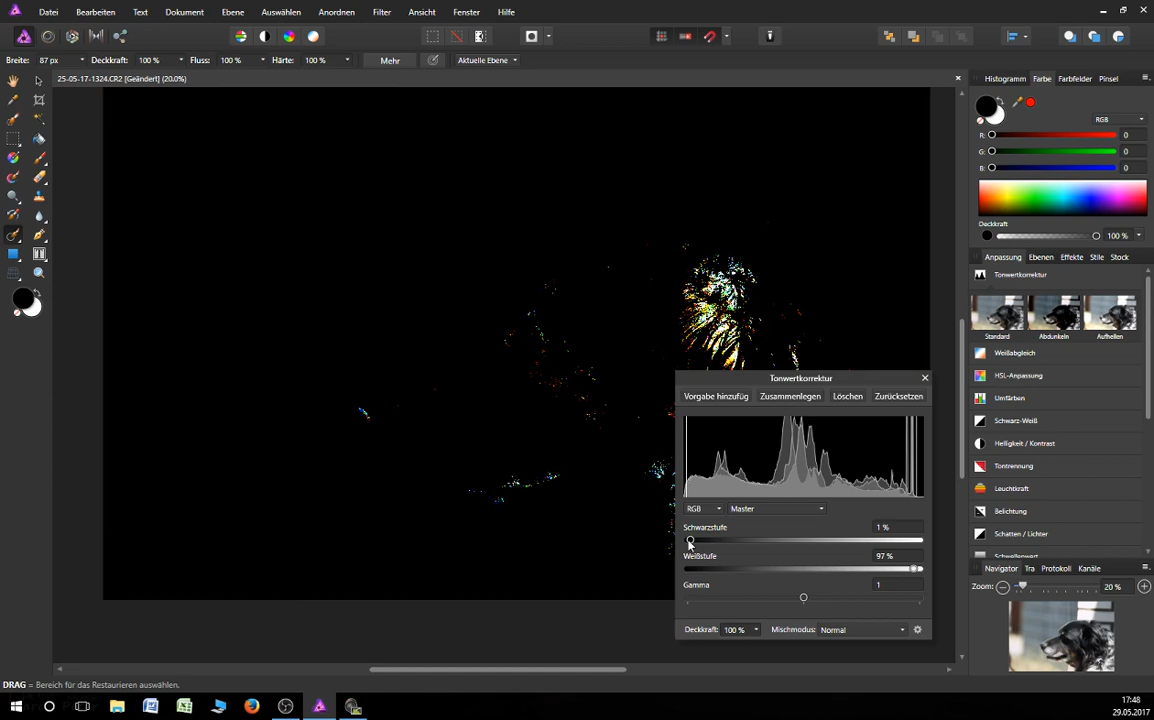 Datei Bearbeiten Text Dokument Ebene Auswählen Anordnen Filter Ansicht Fenster Hilfe
Breite: 87 px Deckkraft: 100 % Fluss: 100 % Härte: 100 % Mehr Aktuelle Ebene
25-05-17-1324.CR2 [Geändert] (20.0%)
Histogramm Farbe Farbfelder Pinsel
RGB
R: 0
G: 0
B: 0
Deckkraft
100 %
Anpassung Ebenen Effekte Stile Stock
Tonwertkorrektur
Standard Abdunkeln Aufhellen
Weißabgleich
HSL-Anpassung
Umfärben
Schwarz-Weiß
Helligkeit / Kontrast
Tontrennung
Leuchtkraft
Belichtung
Schatten / Lichter
Schwellenwert
Tonwertkorrektur
Vorgabe hinzufüg Zusammenlegen Löschen Zurücksetzen
RGB Master
Schwarzstufe 1 %
Weißstufe 97 %
Gamma 1
Deckkraft: 100 % Mischmodus: Normal
Navigator Tra Protokoll Kanäle
Zoom: 20 %
DRAG = Bereich für das Restaurieren auswählen.
17:48
29.05.2017